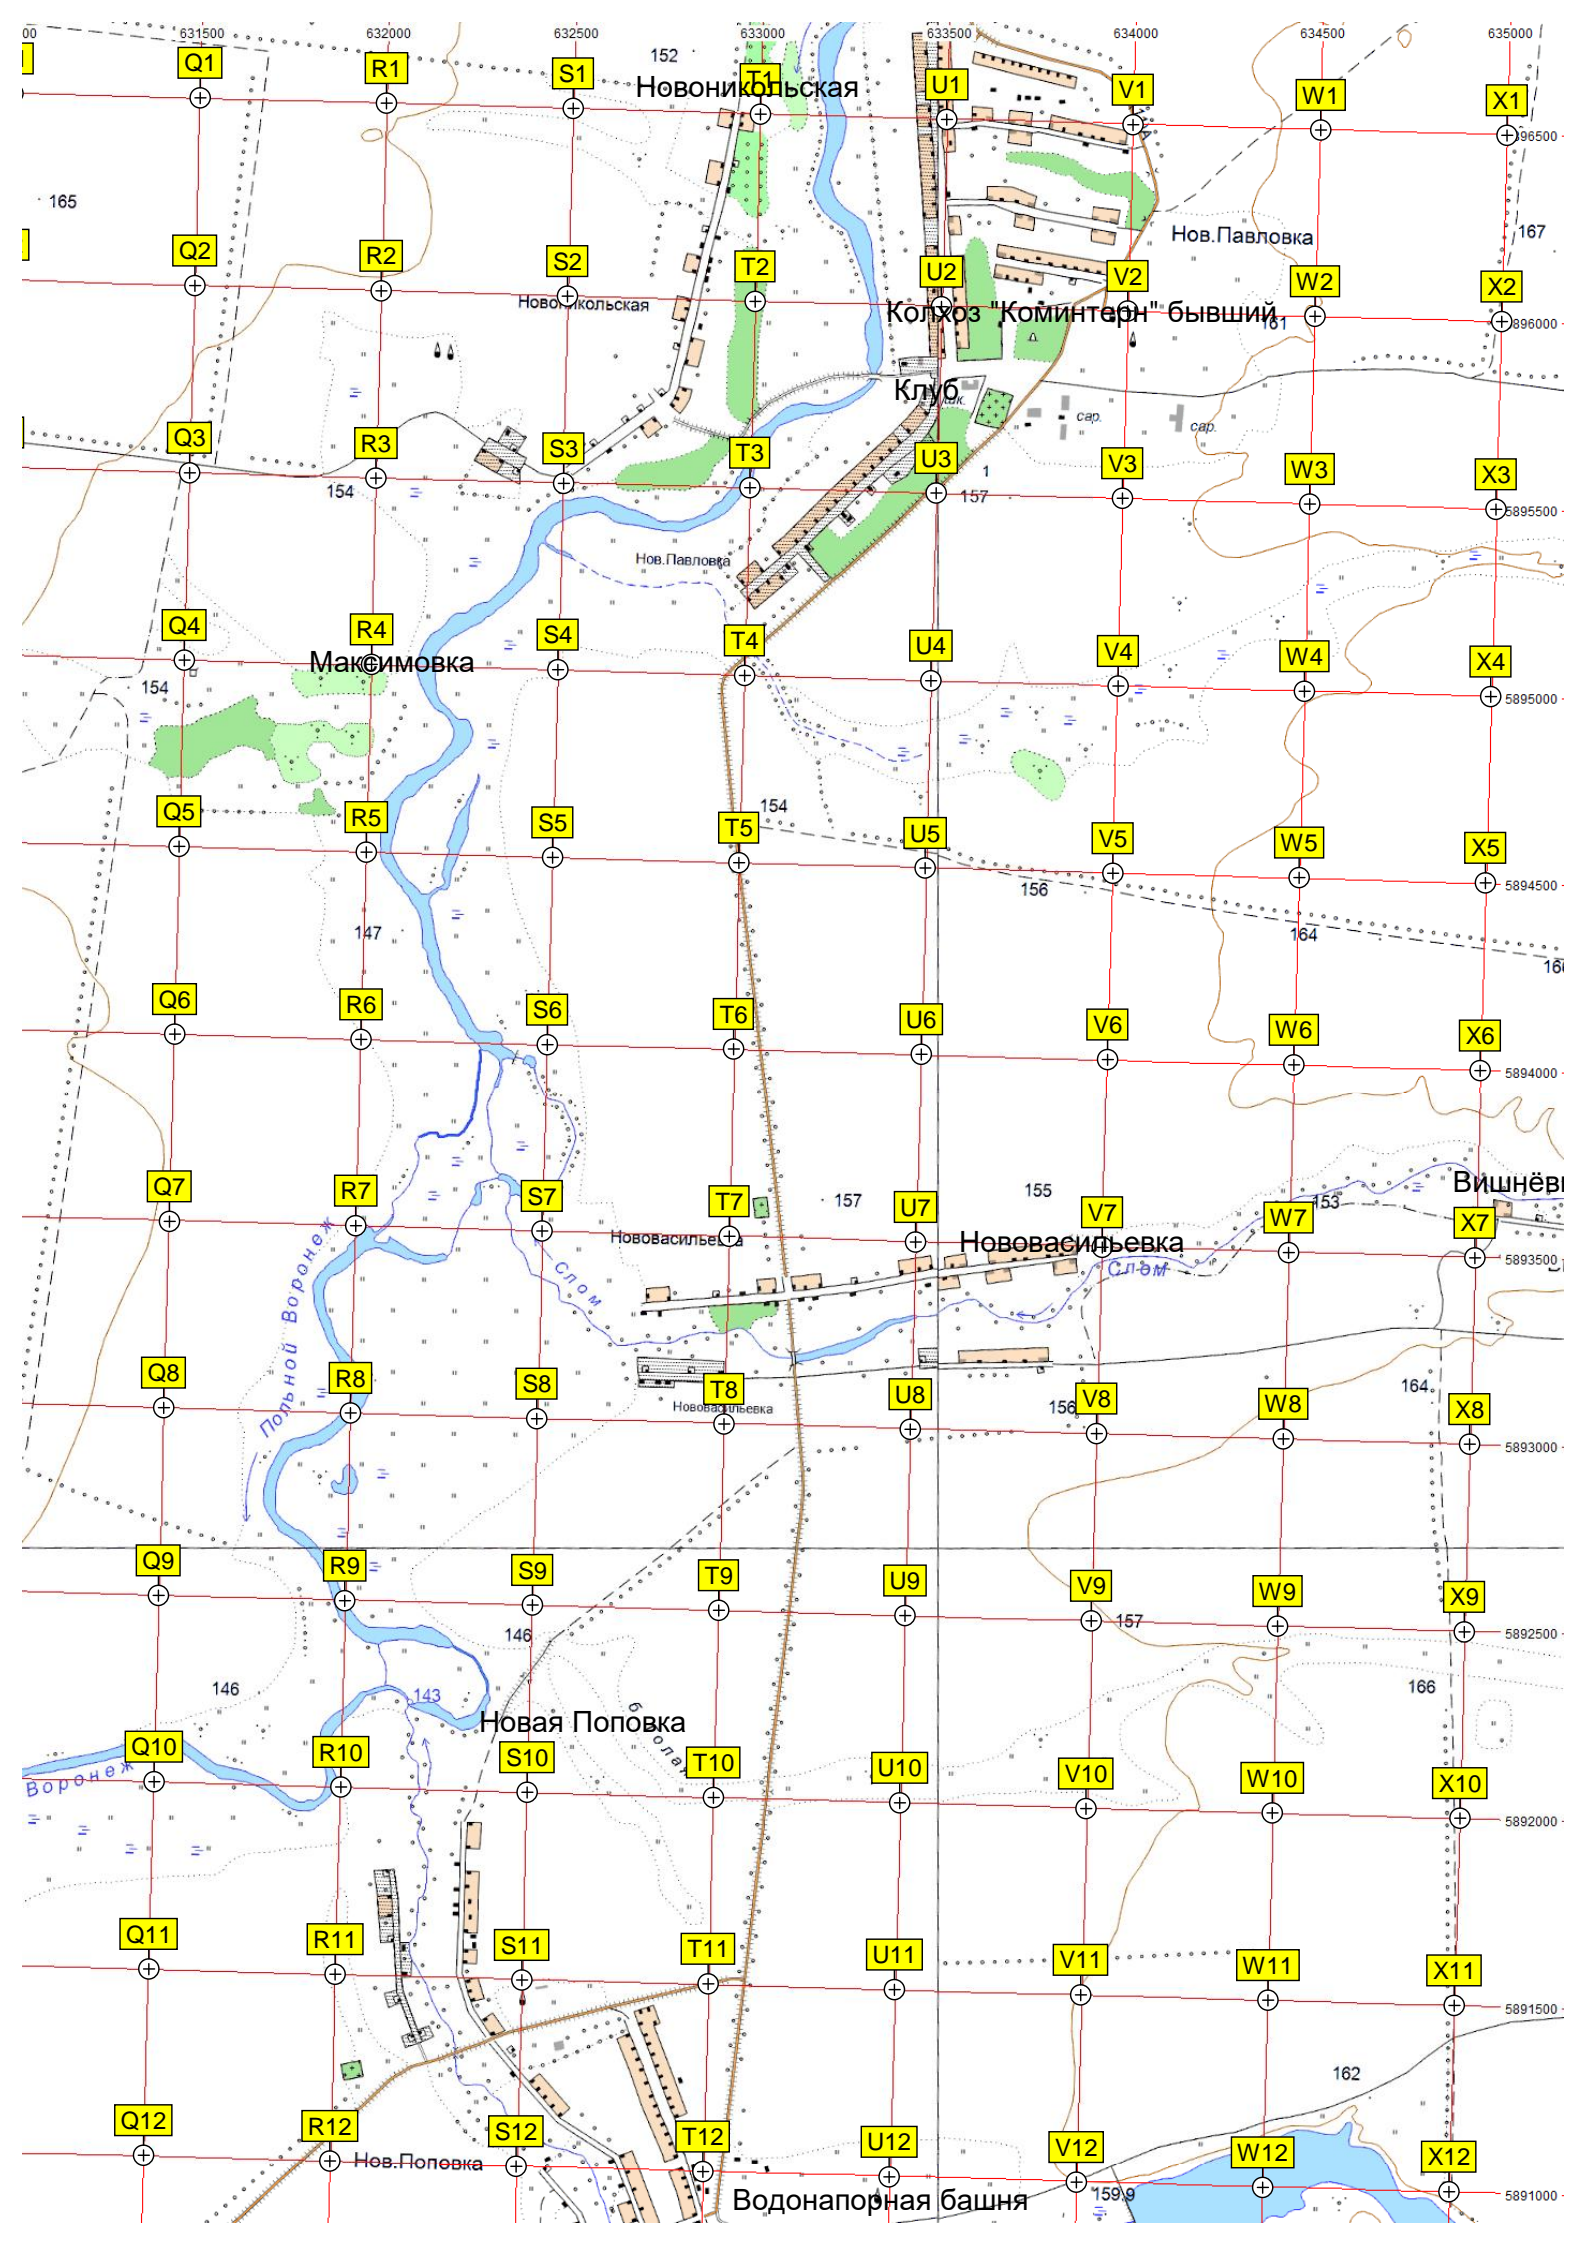 00 631500 632000 632500 633000 633500 634000 634500 635000
152
Q1 R1 S1 T1 U1 V1 W1 X1
Новоникольская
5896500
165
167
Нов.Павловка
Q2 R2 S2 T2 U2 V2 W2 X2
Новоникольская
Колхоз "Коминтерн" бывший
161
5896000
Клуб
шк.
сар.
сар.
Q3 R3 S3 T3 U3 V3 W3 X3
1
154
157
5895500
Нов.Павловка
Q4 R4 S4 T4 U4 V4 W4 X4
Максимовка
154
5895000
154
Q5 R5 S5 T5 U5 V5 W5 X5
156
5894500
147
164
Q6 R6 S6 T6 U6 V6 W6 X6
5894000
Q7 R7 S7 T7 U7 V7 W7 X7
157
155
153
Вишнёв
Нововасильевка
Нововасильевка
Слом
Слом
5893500
Польной Воронеж
Q8 R8 S8 T8 U8 V8 W8 X8
Нововасильевка
156
164
5893000
Q9 R9 S9 T9 U9 V9 W9 X9
146
157
5892500
146
143
166
Новая Поповка
Q10 R10 S10 T10 U10 V10 W10 X10
Воронеж
5892000
Q11 R11 S11 T11 U11 V11 W11 X11
5891500
162
Q12 R12 S12 T12 U12 V12 W12 X12
Нов.Поповка
Водонапорная башня
159.9
5891000